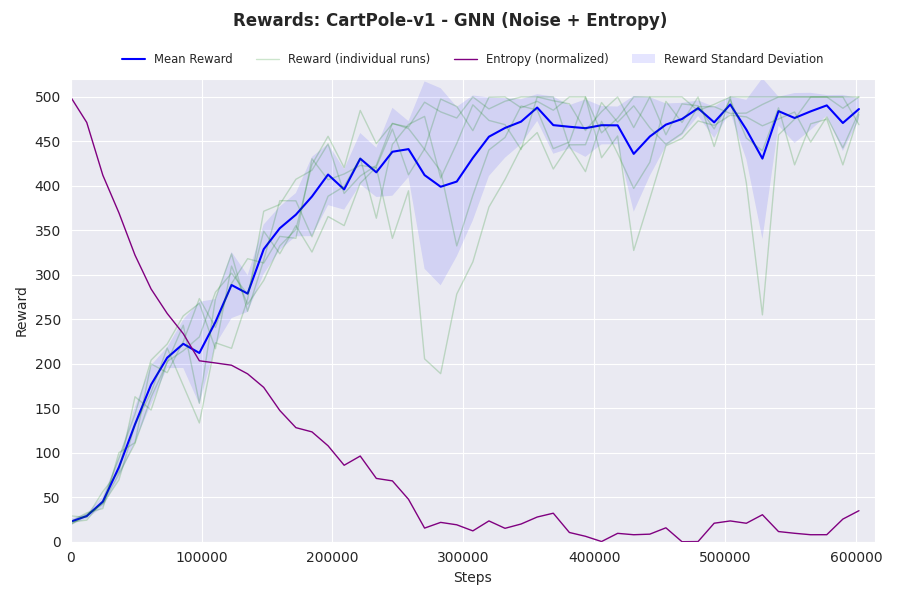 Rewards: CartPole-v1 - GNN (Noise + Entropy)
Mean Reward Reward (individual runs) Entropy (normalized) Reward Standard Deviation
500
450
400
350
300
250
200
150
100
50
0
Reward
0 100000 200000 300000 400000 500000 600000
Steps